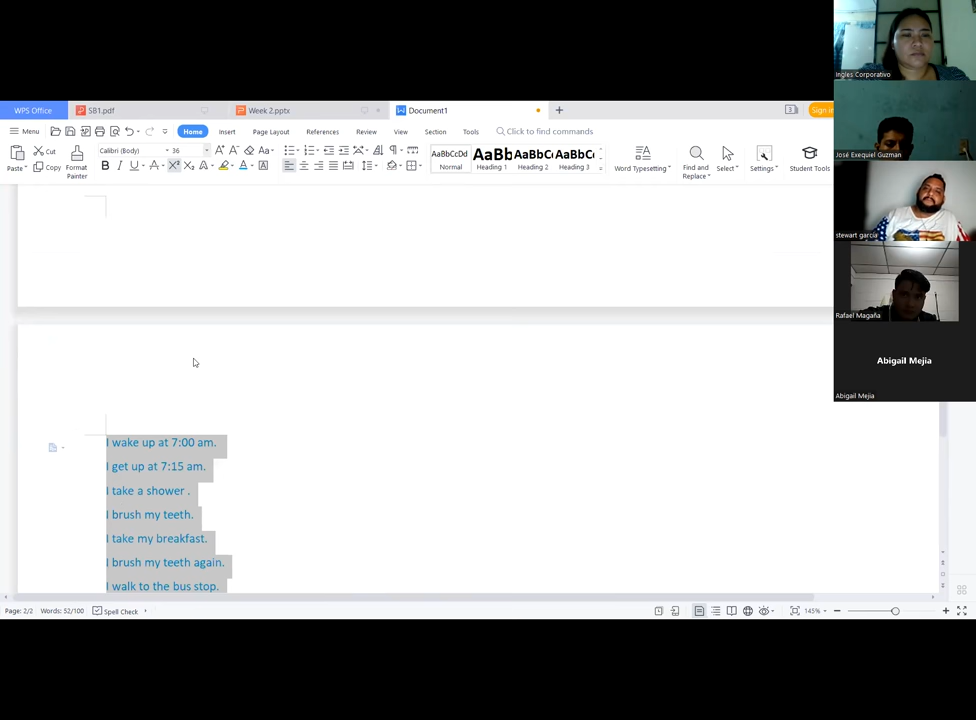 Ingles Corporativo
WPS Office
SB1.pdf
Week 2.pptx
Document1
3
Sign in
José Exequiel Guzman
Menu
Home
Insert
Page Layout
References
Review
View
Section
Tools
Click to find commands
Paste
Cut
Copy
Format Painter
Calibri (Body)
36
AaBbCcDd
Normal
AaBb
Heading 1
AaBbC
Heading 2
AaBbC
Heading 3
Word Typesetting
Find and Replace
Select
Settings
Student Tools
stewart garcía
Rafael Magaña
Abigail Mejia
Abigail Mejia
I wake up at 7:00 am.
I get up at 7:15 am.
I take a shower .
I brush my teeth.
I take my breakfast.
I brush my teeth again.
I walk to the bus stop.
Page: 2/2
Words: 52/100
Spell Check
145%